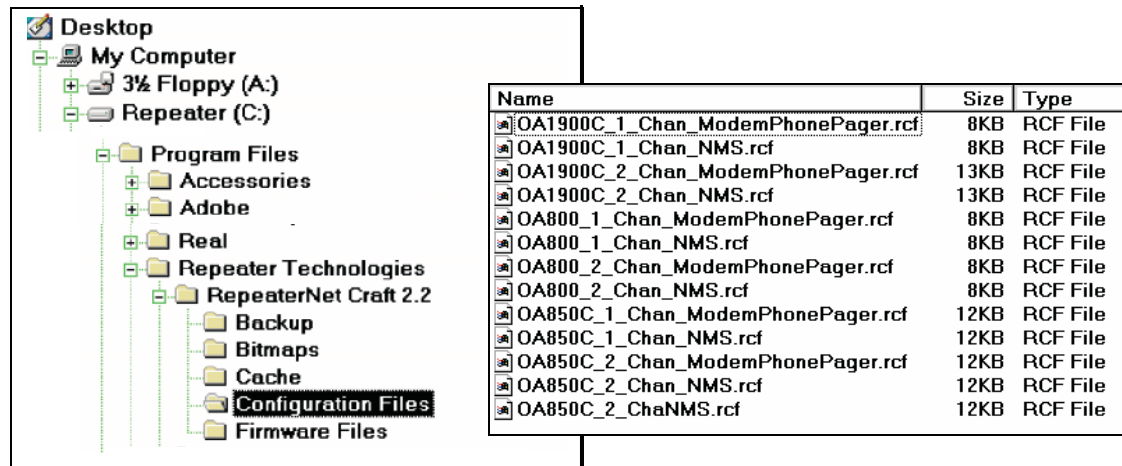 Desktop
My Computer
3½ Floppy (A:)
Repeater (C:)
Program Files
Accessories
Adobe
Real
Repeater Technologies
RepeaterNet Craft 2.2
Backup
Bitmaps
Cache
Configuration Files
Firmware Files
Name Size Type
OA1900C_1_Chan_ModemPhonePager.rcf 8KB RCF File
OA1900C_1_Chan_NMS.rcf 8KB RCF File
OA1900C_2_Chan_ModemPhonePager.rcf 13KB RCF File
OA1900C_2_Chan_NMS.rcf 13KB RCF File
OA800_1_Chan_ModemPhonePager.rcf 8KB RCF File
OA800_1_Chan_NMS.rcf 8KB RCF File
OA800_2_Chan_ModemPhonePager.rcf 8KB RCF File
OA800_2_Chan_NMS.rcf 8KB RCF File
OA850C_1_Chan_ModemPhonePager.rcf 12KB RCF File
OA850C_1_Chan_NMS.rcf 12KB RCF File
OA850C_2_Chan_ModemPhonePager.rcf 12KB RCF File
OA850C_2_Chan_NMS.rcf 12KB RCF File
OA850C_2_ChaNMS.rcf 12KB RCF File